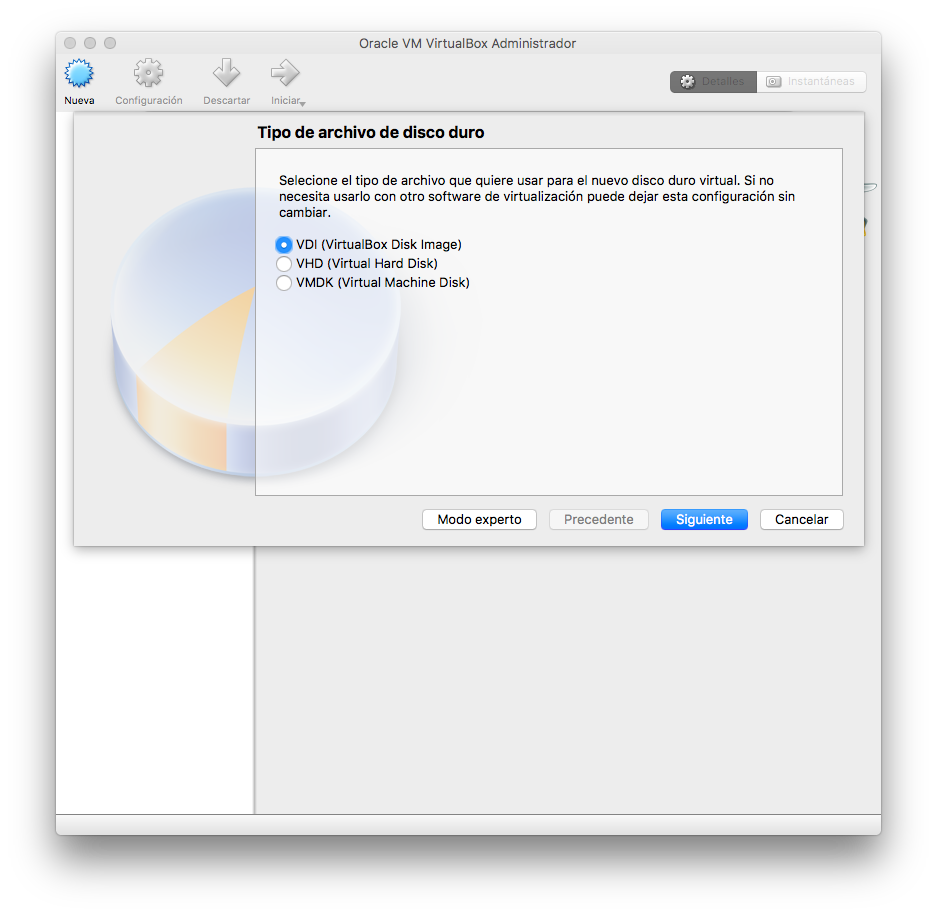 Oracle VM VirtualBox Administrador
Nueva
Configuración
Descartar
Iniciar
Detalles
Instantáneas
Tipo de archivo de disco duro
Selecione el tipo de archivo que quiere usar para el nuevo disco duro virtual. Si no
necesita usarlo con otro software de virtualización puede dejar esta configuración sin
cambiar.
VDI (VirtualBox Disk Image)
VHD (Virtual Hard Disk)
VMDK (Virtual Machine Disk)
Modo experto
Precedente
Siguiente
Cancelar